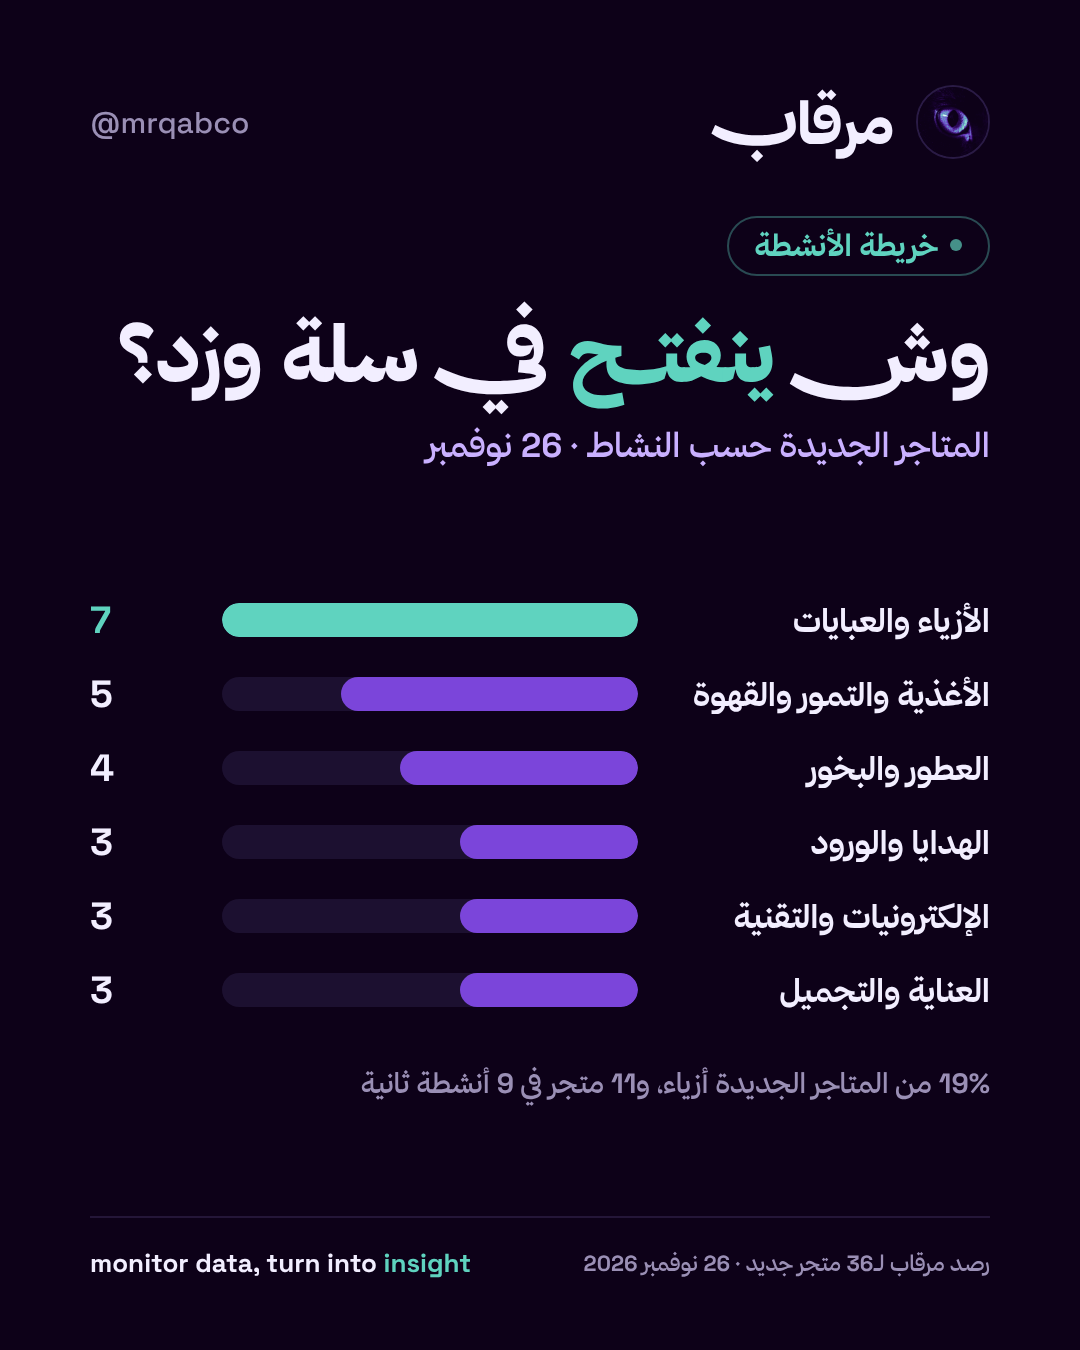 مرقاب
@mrqabco
خريطة الأنشطة
وش ينفتح في سلة وزد؟
المتاجر الجديدة حسب النشاط · 26 نوفمبر
الأزياء والعبايات 7
الأغذية والتمور والقهوة 5
العطور والبخور 4
الهدايا والورود 3
الإلكترونيات والتقنية 3
العناية والتجميل 3
19% من المتاجر الجديدة أزياء، و11 متجر في 9 أنشطة ثانية
رصد مرقاب لـ36 متجر جديد · 26 نوفمبر 2026
monitor data, turn into insight